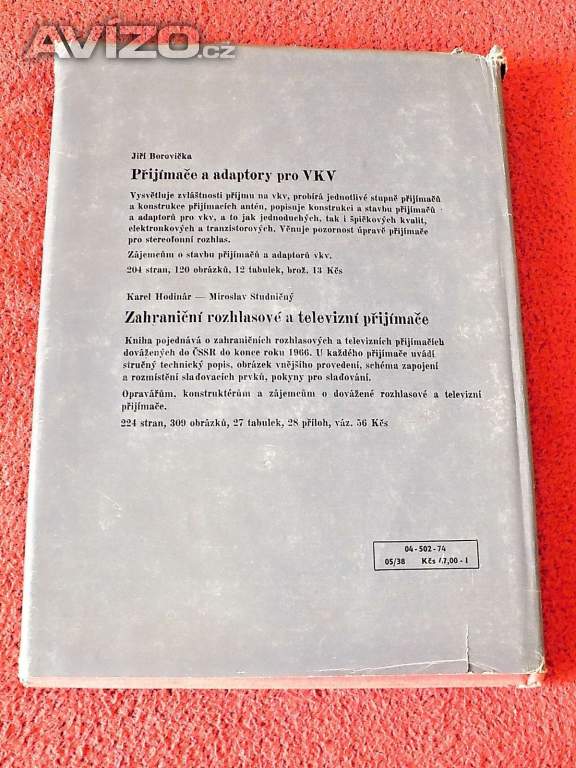 AVÍZO.cz
Jiří Borovička
Přijímače a adaptory pro VKV
Vysvětluje zvláštnosti příjmu na vkv, probírá jednotlivé stupně přijímačů
a konstrukce přijímacích antén, popisuje konstrukci a stavbu přijímačů
a adaptorů pro vkv, a to jak jednoduchých, tak i špičkových kvalit,
elektronkových a tranzistorových. Věnuje pozornost úpravě přijímače
pro stereofonní rozhlas.
Zájemcům o stavbu přijímačů a adaptorů vkv.
204 stran, 120 obrázků, 12 tabulek, brož. 13 Kčs
Karel Hodinár — Miroslav Studničný
Zahraniční rozhlasové a televizní přijímače
Kniha pojednává o zahraničních rozhlasových a televizních přijímačích
dovážených do ČSSR do konce roku 1966. U každého přijímače uvádí
stručný technický popis, obrázek vnějšího provedení, schéma zapojení
a rozmístění slaďovacích prvků, pokyny pro slaďování.
Opravářům, konstruktérům a zájemcům o dovážené rozhlasové a televizní
přijímače.
224 stran, 309 obrázků, 27 tabulek, 28 příloh, váz. 56 Kčs
04-502-74
05/38 Kčs